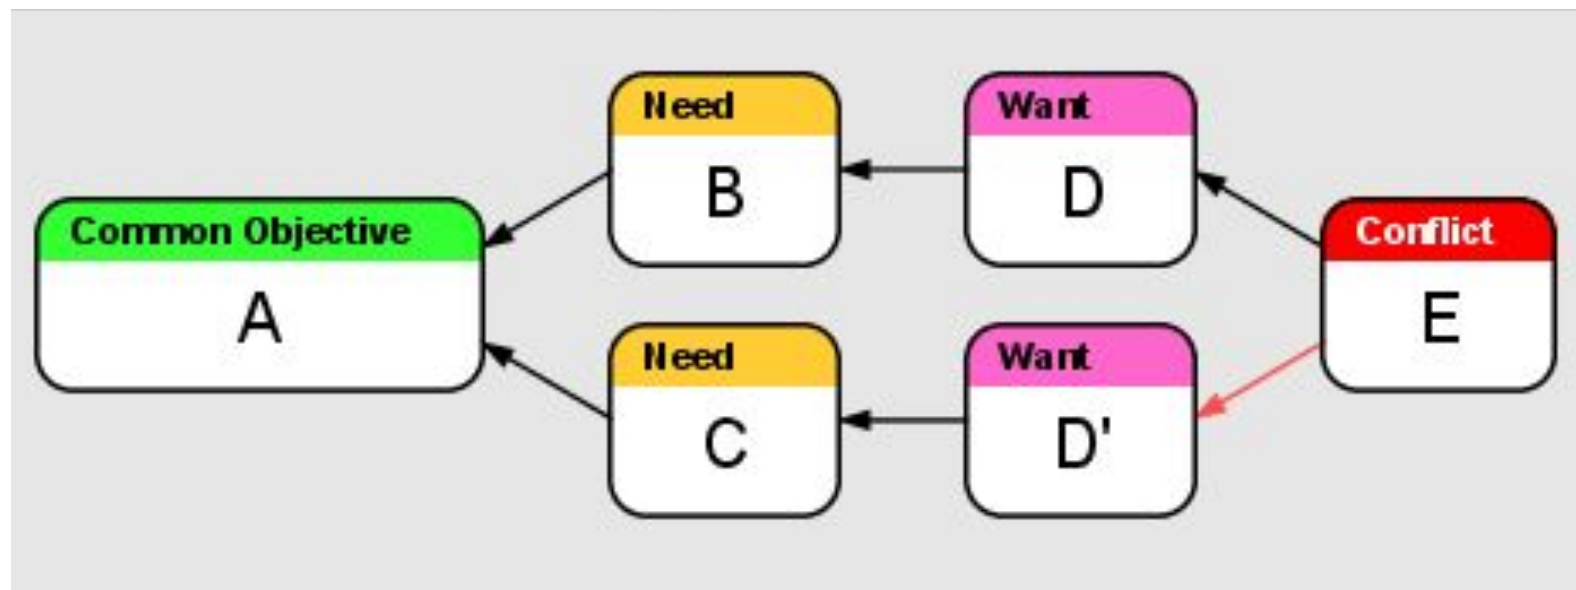 Need
B
Want
D
Common Objective
A
Conflict
E
Need
C
Want
D'